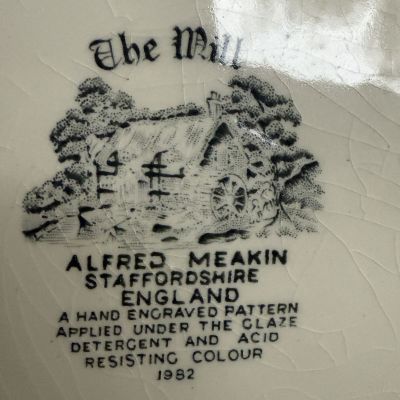 The Mill
ALFRED MEAKIN
STAFFORDSHIRE
ENGLAND
A HAND ENGRAVED PATTERN
APPLIED UNDER THE GLAZE
DETERGENT AND ACID
RESISTING COLOUR
1982